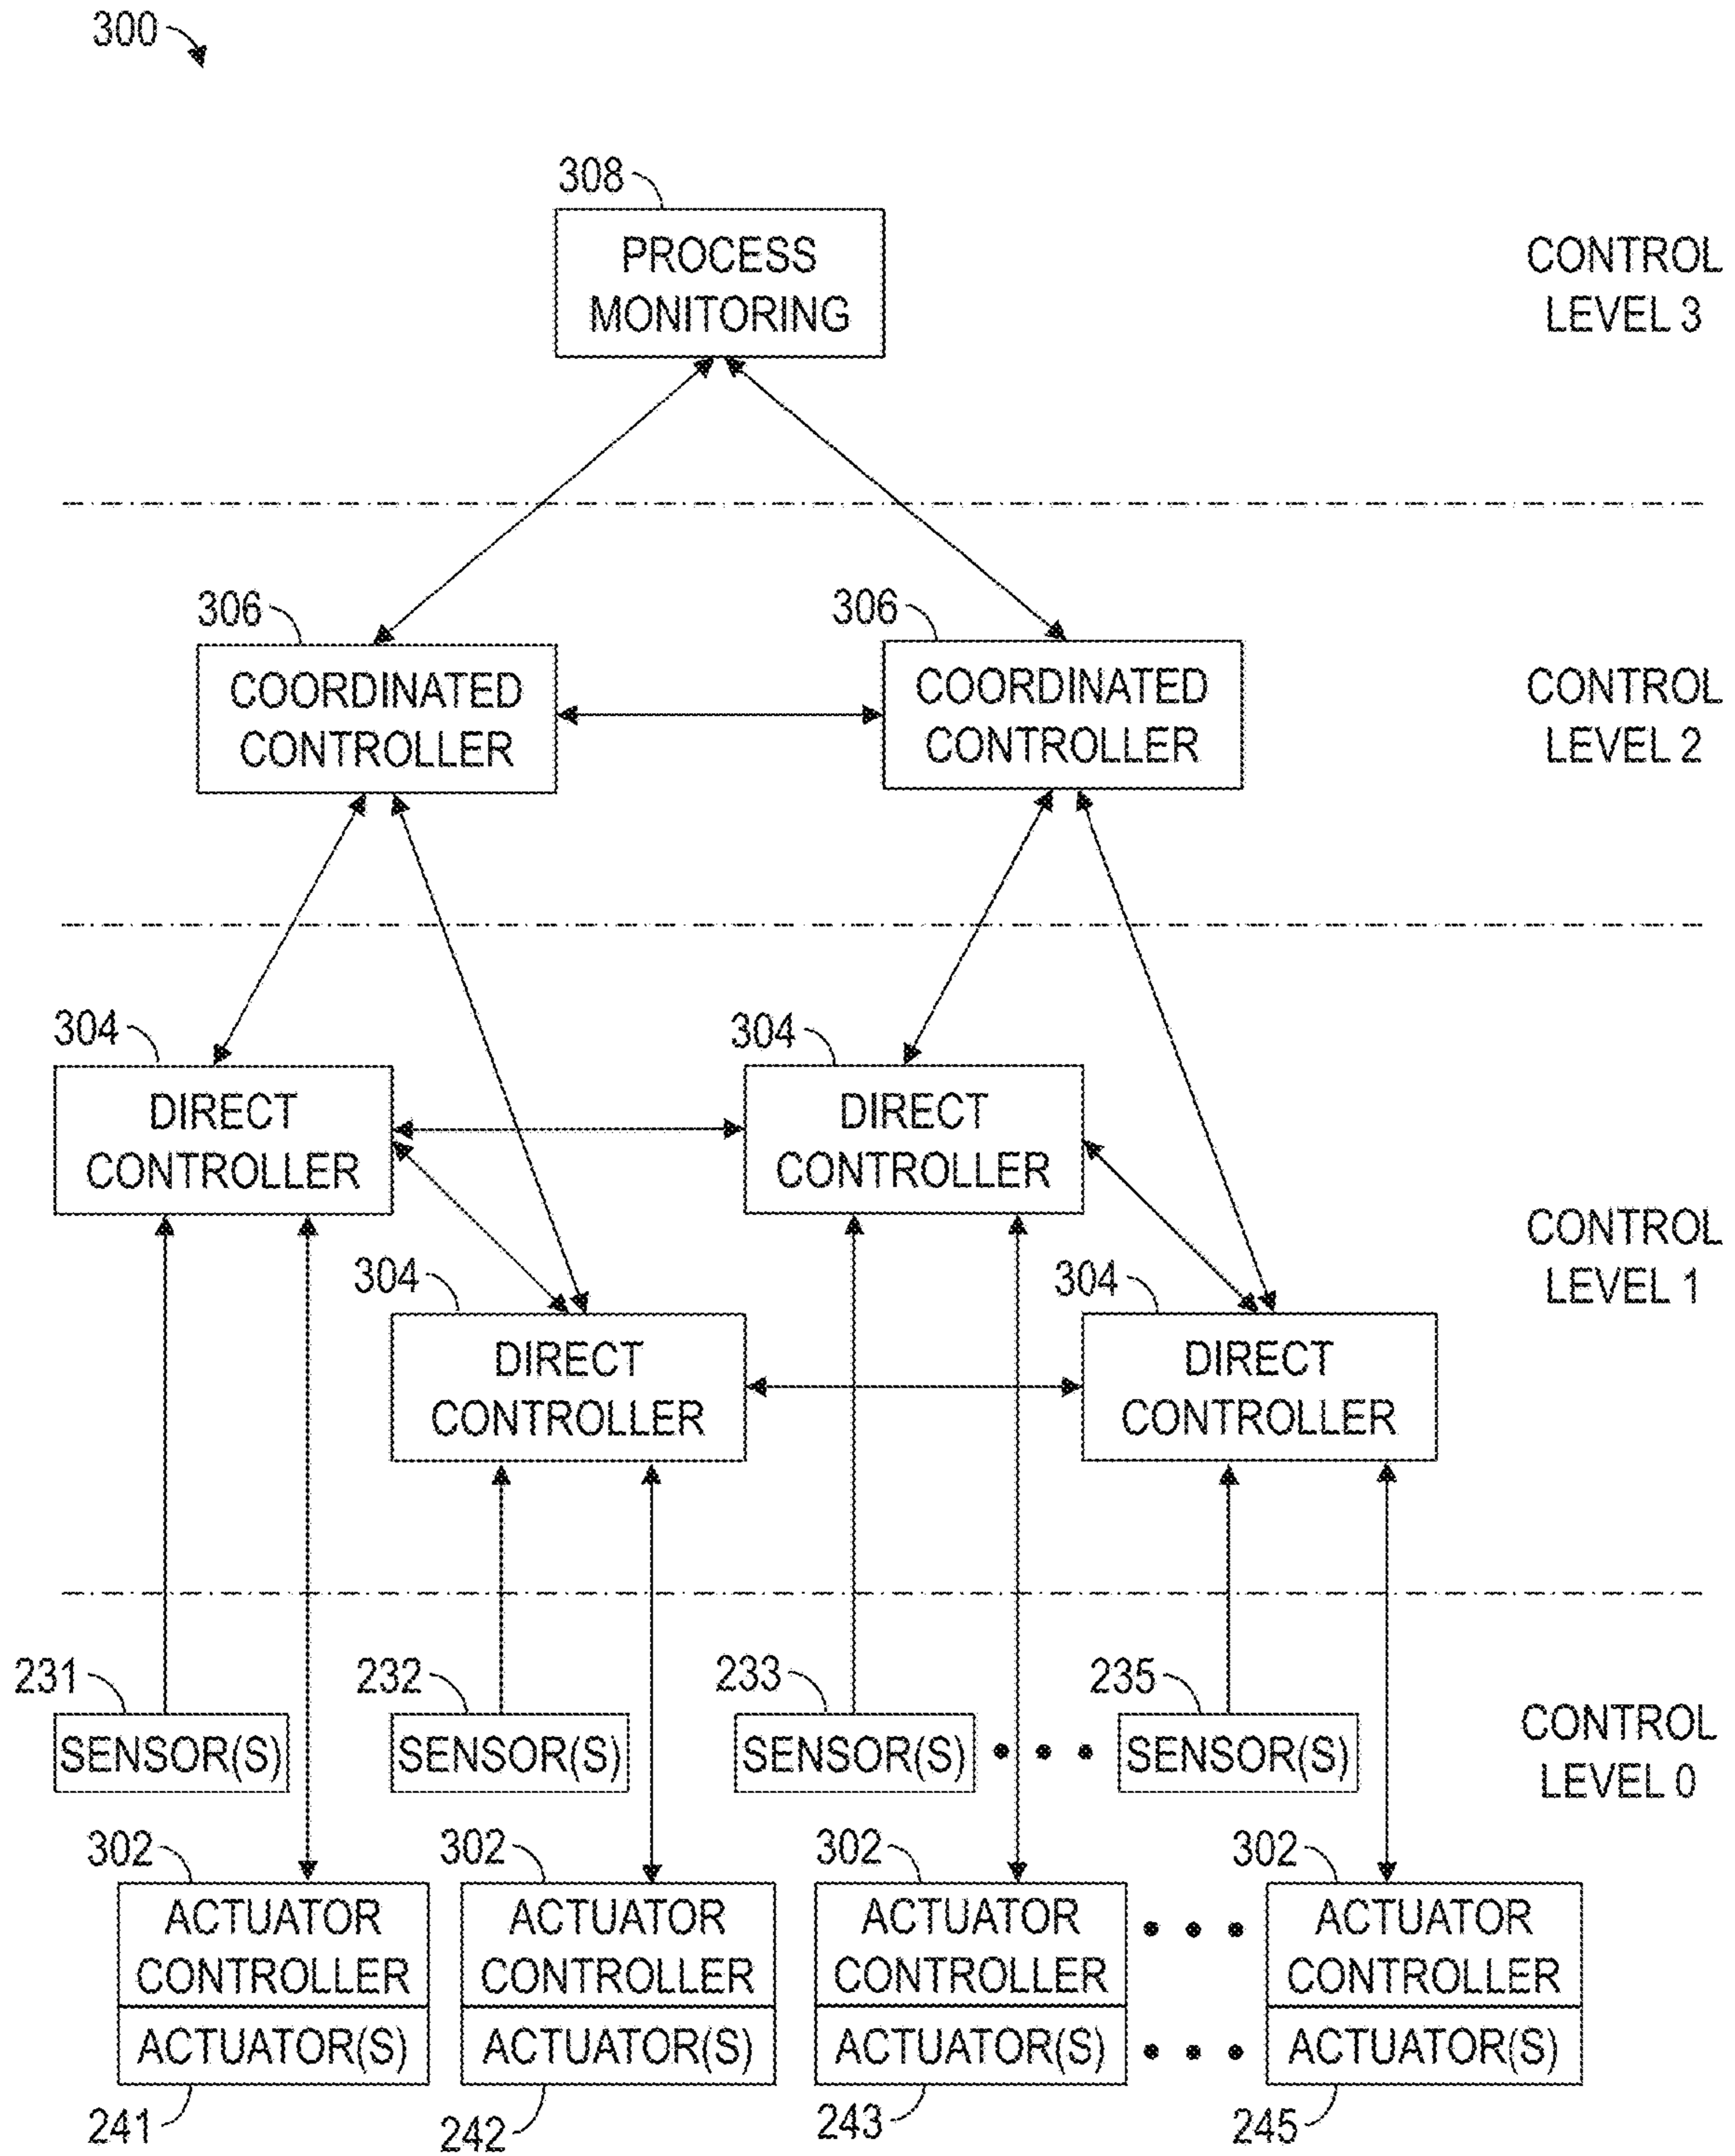 300
308
PROCESS
MONITORING
CONTROL
LEVEL 3
306
COORDINATED
CONTROLLER
306
COORDINATED
CONTROLLER
CONTROL
LEVEL 2
304
DIRECT
CONTROLLER
304
DIRECT
CONTROLLER
304
DIRECT
CONTROLLER
304
DIRECT
CONTROLLER
CONTROL
LEVEL 1
231
SENSOR(S)
232
SENSOR(S)
233
SENSOR(S)
235
SENSOR(S)
CONTROL
LEVEL 0
302
ACTUATOR
CONTROLLER
ACTUATOR(S)
241
302
ACTUATOR
CONTROLLER
ACTUATOR(S)
242
302
ACTUATOR
CONTROLLER
ACTUATOR(S)
243
302
ACTUATOR
CONTROLLER
ACTUATOR(S)
245